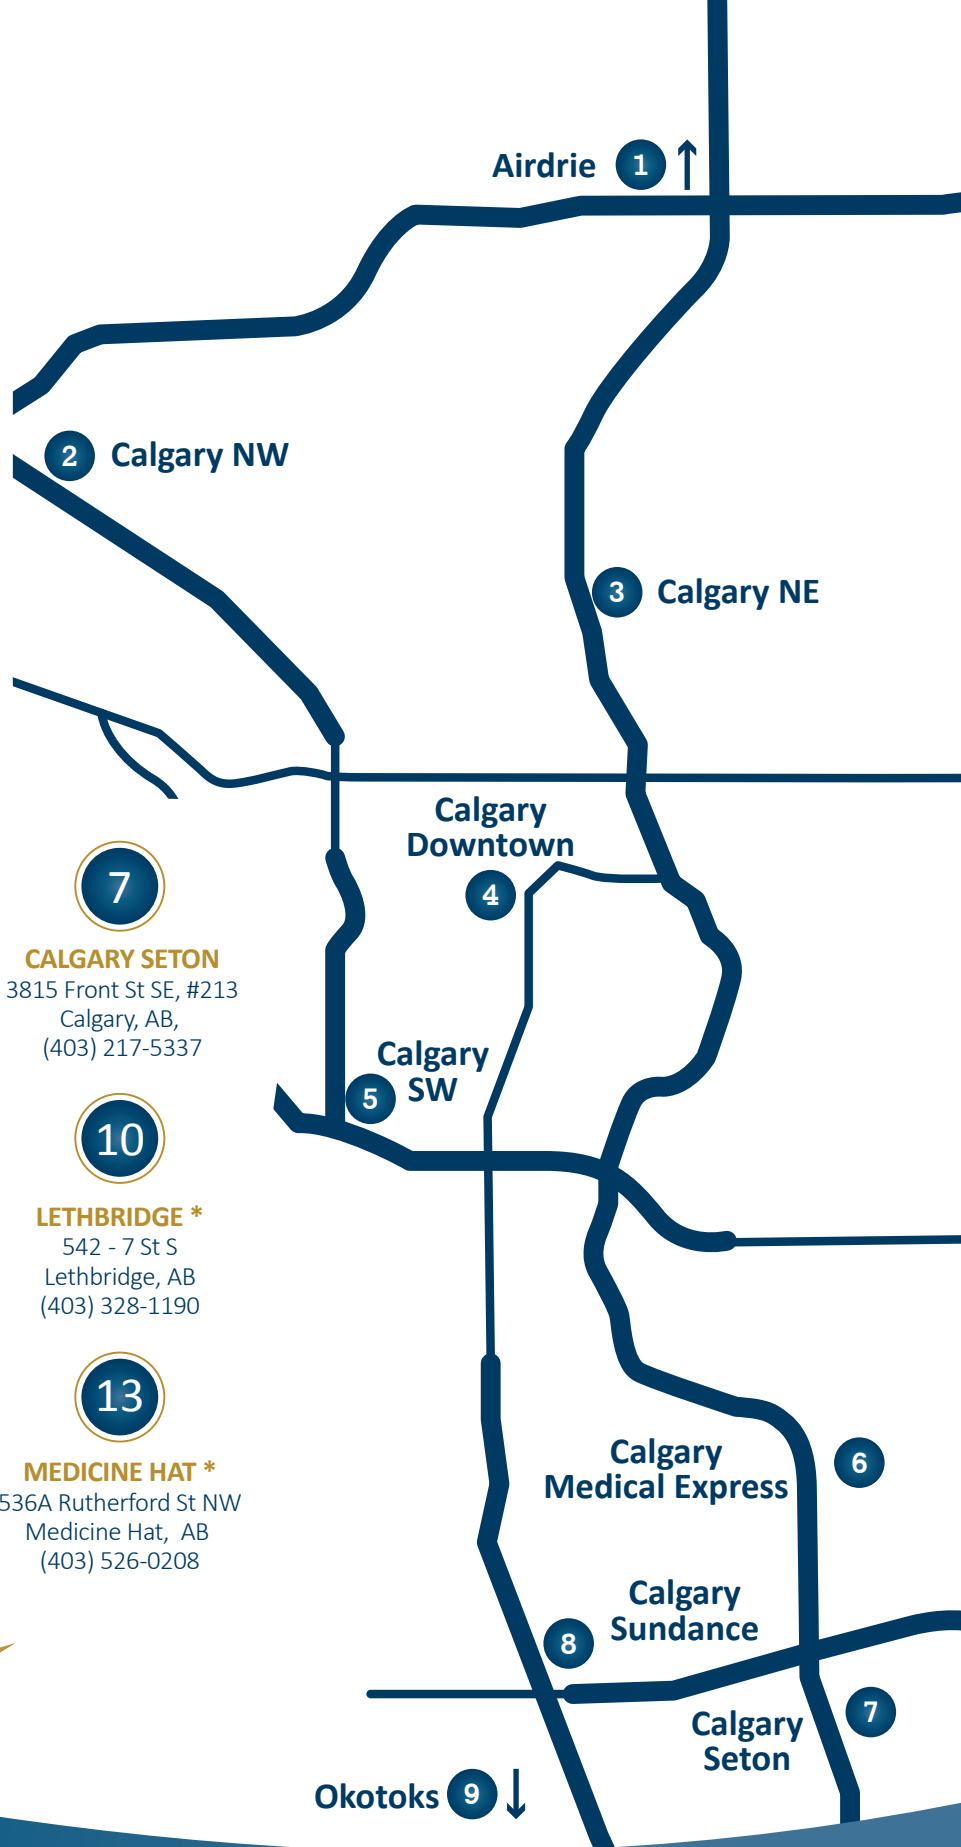 Airdrie 1
2 Calgary NW
3 Calgary NE
Calgary
Downtown
4
Calgary
SW
5
Calgary
Medical Express
6
Calgary
Sundance
8
Calgary
Seton
7
Okotoks 9
7
CALGARY SETON
3815 Front St SE, #213
Calgary, AB,
(403) 217-5337
10
LETHBRIDGE *
542 - 7 St S
Lethbridge, AB
(403) 328-1190
13
MEDICINE HAT *
536A Rutherford St NW
Medicine Hat, AB
(403) 526-0208